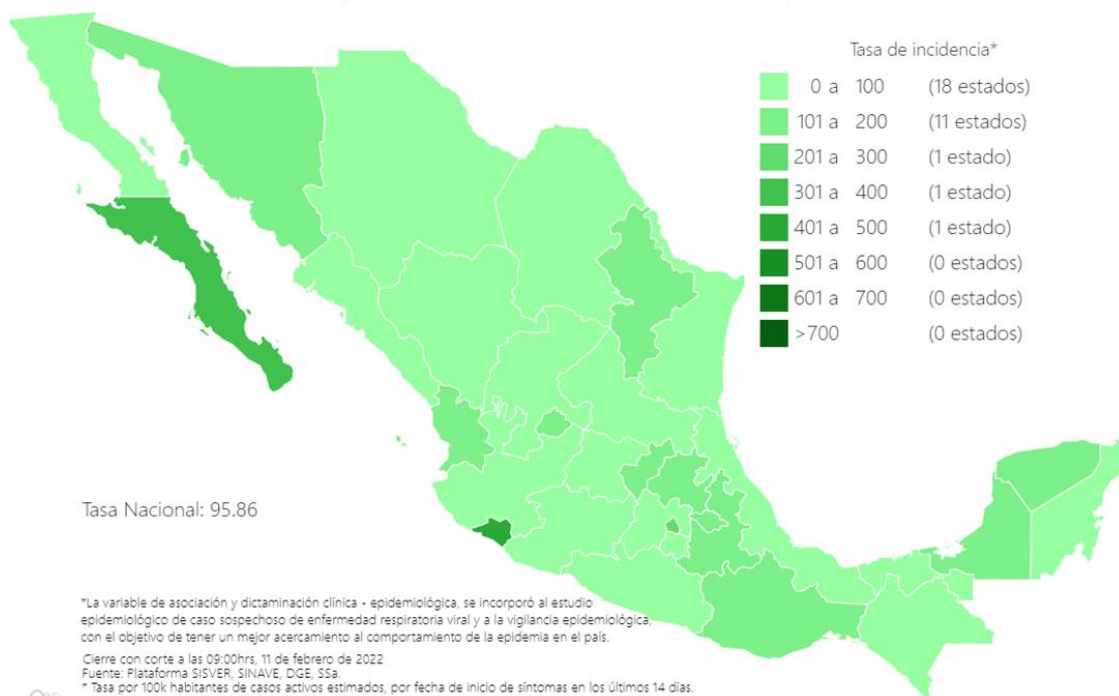 Tasa de incidencia*
0 a 100 (18 estados)
101 a 200 (11 estados)
201 a 300 (1 estado)
301 a 400 (1 estado)
401 a 500 (1 estado)
501 a 600 (0 estados)
601 a 700 (0 estados)
>700 (0 estados)
Tasa Nacional: 95.86
*La variable de asociación y dictaminación clínica - epidemiológica, se incorporó al estudio
epidemiológico de caso sospechoso de enfermedad respiratoria viral y a la vigilancia epidemiológica,
con el objetivo de tener un mejor acercamiento al comportamiento de la epidemia en el país.
Cierre con corte a las 09:00hrs, 11 de febrero de 2022
Fuente: Plataforma SISVER, SINAVE, DGE, SSa.
* Tasa por 100k habitantes de casos activos estimados, por fecha de inicio de síntomas en los últimos 14 días.